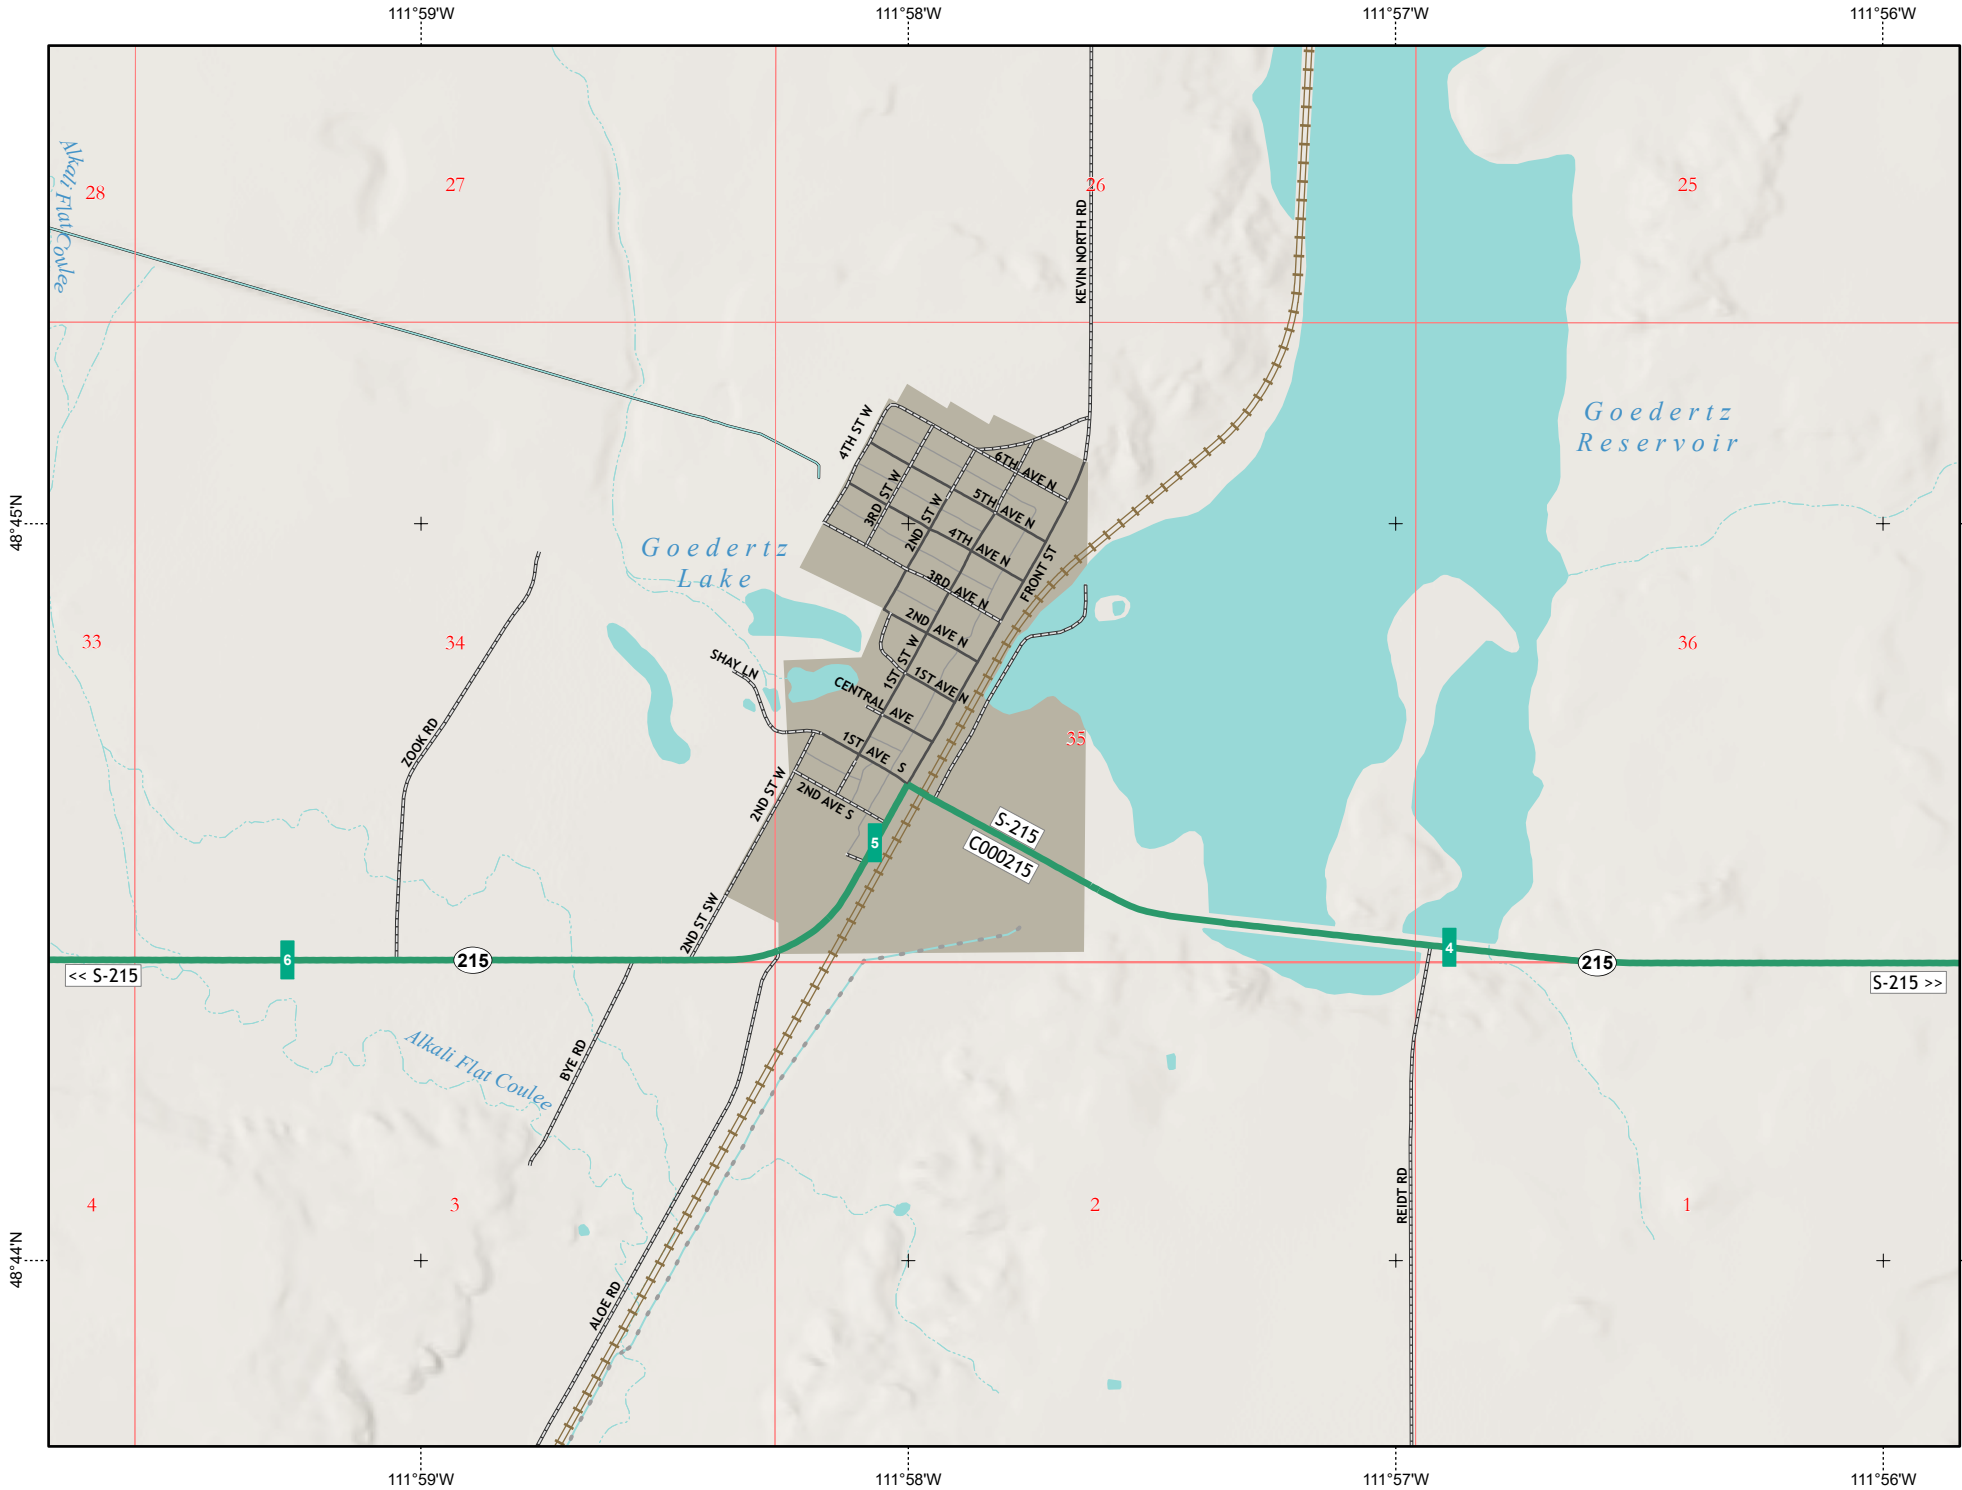 111°59'W
111°58'W
111°57'W
111°56'W
Alkali Flat Coulee
28
27
26
25
KEVIN NORTH RD
Goedertz
Reservoir
4TH ST W
6TH AVE N
3RD ST W
5TH AVE N
2ND ST W
4TH AVE N
48°45'N
Goedertz
Lake
FRONT ST
3RD AVE N
2ND AVE N
33
34
36
1ST ST W
SHAY LN
1ST AVE N
CENTRAL AVE
ZOOK RD
35
1ST AVE S
2ND ST W
2ND AVE S
S-215
C000215
5
2ND ST SW
6
215
4
215
<< S-215
S-215 >>
Alkali Flat Coulee
BYE RD
4
3
2
1
REIDT RD
48°44'N
ALOE RD
111°59'W
111°58'W
111°57'W
111°56'W